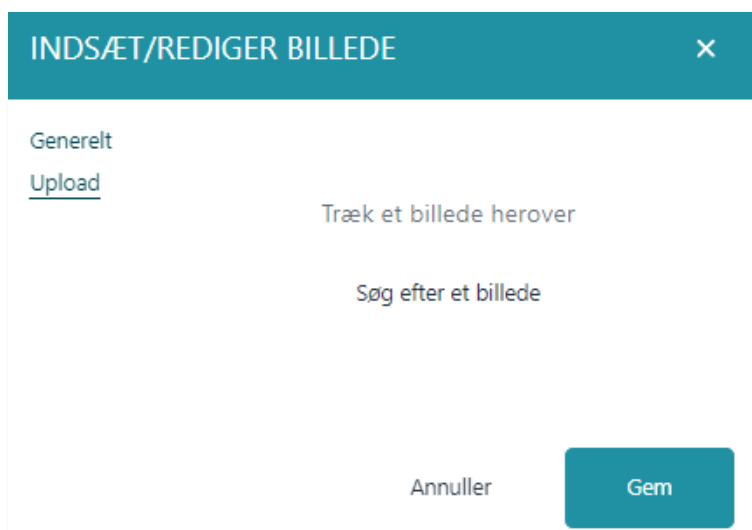 INDSÆT/REDIGER BILLEDE ×
Generelt
Upload
Træk et billede herover
Søg efter et billede
Annuller Gem